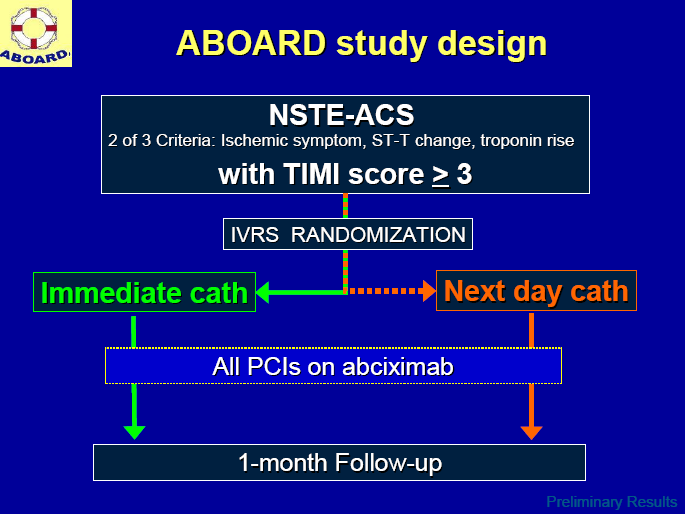 ABOARD
ABOARD study design
NSTE-ACS
2 of 3 Criteria: Ischemic symptom, ST-T change, troponin rise
with TIMI score ≥ 3
IVRS RANDOMIZATION
Immediate cath
Next day cath
All PCIs on abciximab
1-month Follow-up
Preliminary Results